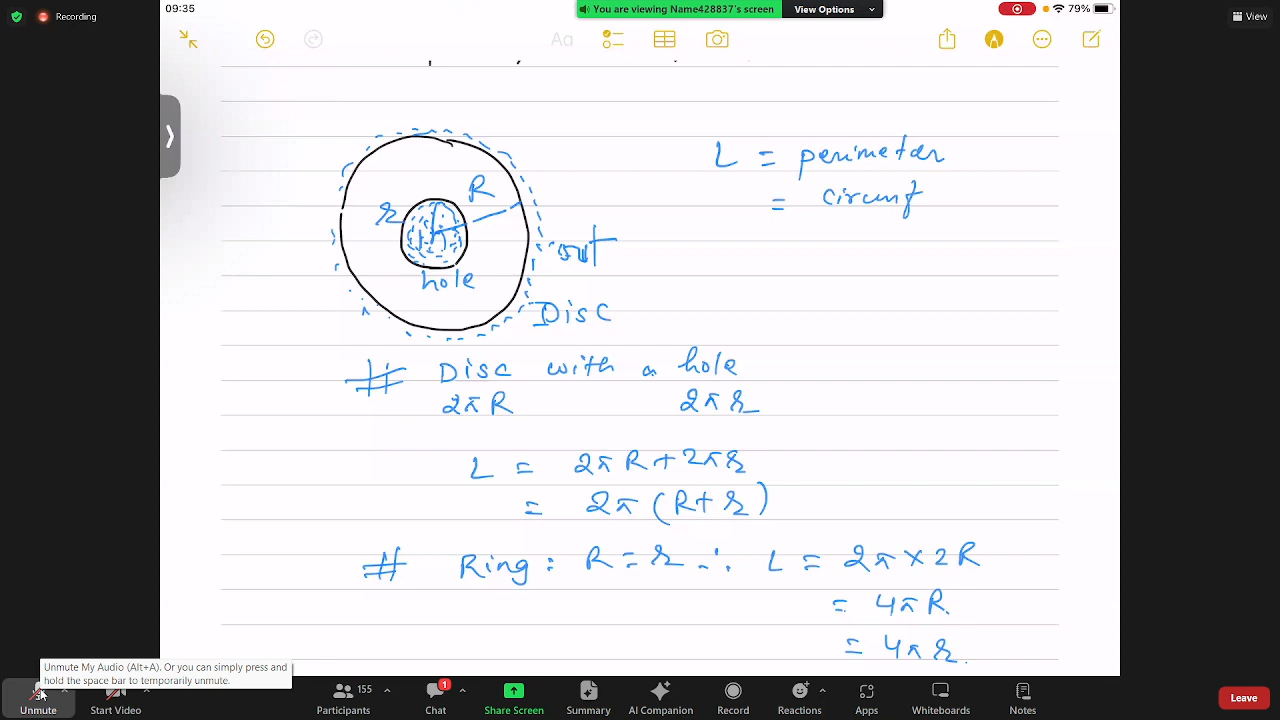 09:35
Recording
You are viewing Name428837's screen
View Options
79%
View
Aa
L = perimetar
= circumf
R
r
hole
out
Disc
# Disc with a hole
2πR 2πr
L = 2πR+2πr
= 2π(R+r)
# Ring: R=r ∴ L = 2π×2R
= 4πR.
= 4πr.
Unmute My Audio (Alt+A). Or you can simply press and
hold the space bar to temporarily unmute.
155
1
Unmute Start Video Participants Chat Share Screen Summary AI Companion Record Reactions Apps Whiteboards Notes Leave